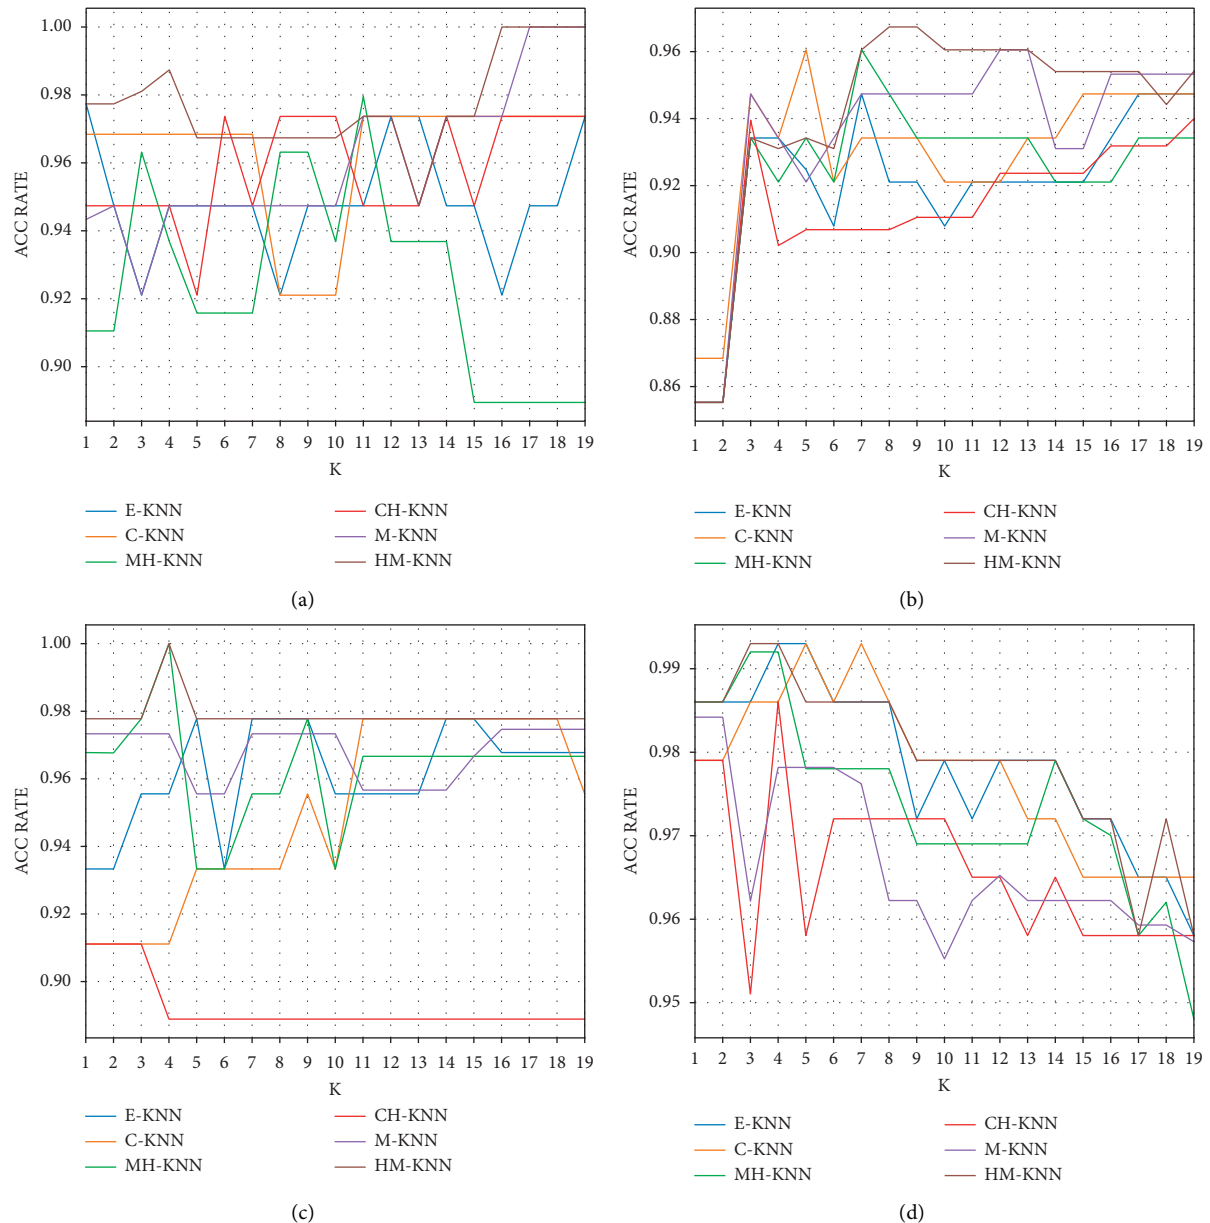 1.00
0.98
0.96
0.94
0.92
0.90
ACC RATE
1 2 3 4 5 6 7 8 9 10 11 12 13 14 15 16 17 18 19
K
E-KNN
C-KNN
MH-KNN
CH-KNN
M-KNN
HM-KNN
(a)
0.96
0.94
0.92
0.90
0.88
0.86
ACC RATE
1 2 3 4 5 6 7 8 9 10 11 12 13 14 15 16 17 18 19
K
E-KNN
C-KNN
MH-KNN
CH-KNN
M-KNN
HM-KNN
(b)
1.00
0.98
0.96
0.94
0.92
0.90
ACC RATE
1 2 3 4 5 6 7 8 9 10 11 12 13 14 15 16 17 18 19
K
E-KNN
C-KNN
MH-KNN
CH-KNN
M-KNN
HM-KNN
(c)
0.99
0.98
0.97
0.96
0.95
ACC RATE
1 2 3 4 5 6 7 8 9 10 11 12 13 14 15 16 17 18 19
K
E-KNN
C-KNN
MH-KNN
CH-KNN
M-KNN
HM-KNN
(d)